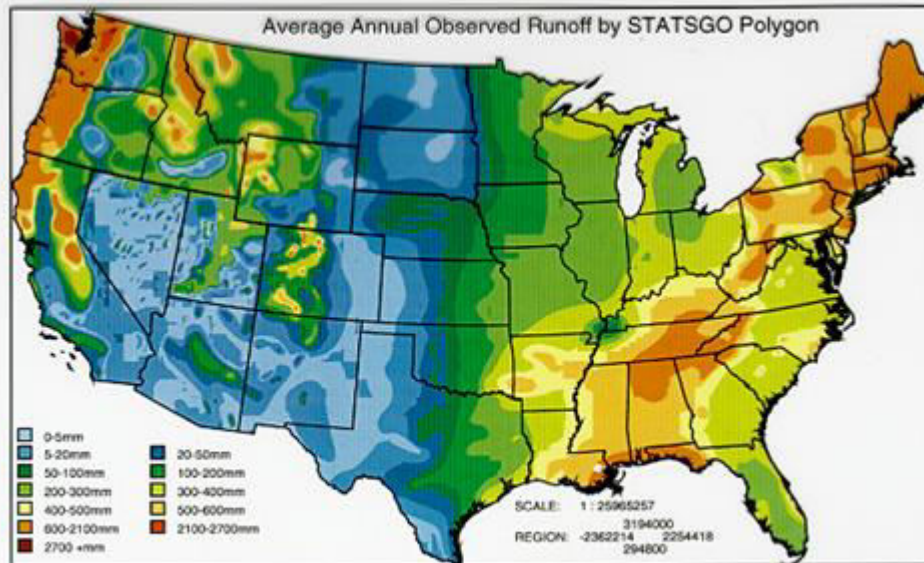 Average Annual Observed Runoff by STATSGO Polygon
0-5mm
5-20mm
20-50mm
50-100mm
100-200mm
200-300mm
300-400mm
400-500mm
500-600mm
600-2100mm
2100-2700mm
2700 +mm
SCALE: 1 : 25965257
3194000
REGION: -2362214 2254418
294800